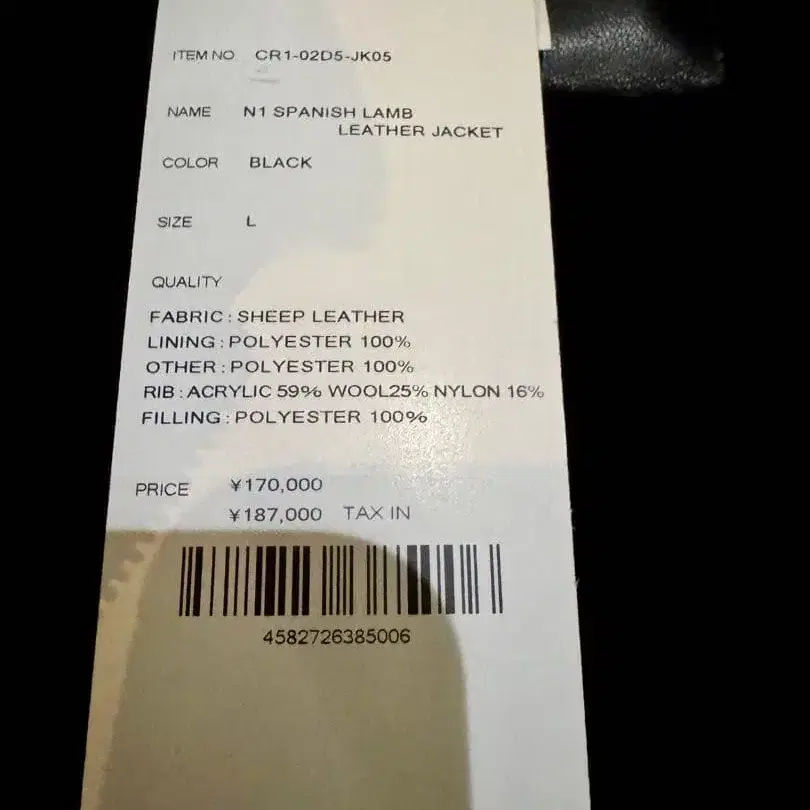 ITEM NO CR1-02D5-JK05
NAME N1 SPANISH LAMB
LEATHER JACKET
COLOR BLACK
SIZE L
QUALITY
FABRIC : SHEEP LEATHER
LINING : POLYESTER 100%
OTHER : POLYESTER 100%
RIB : ACRYLIC 59% WOOL25% NYLON 16%
FILLING : POLYESTER 100%
PRICE ¥170,000
¥187,000 TAX IN
4582726385006